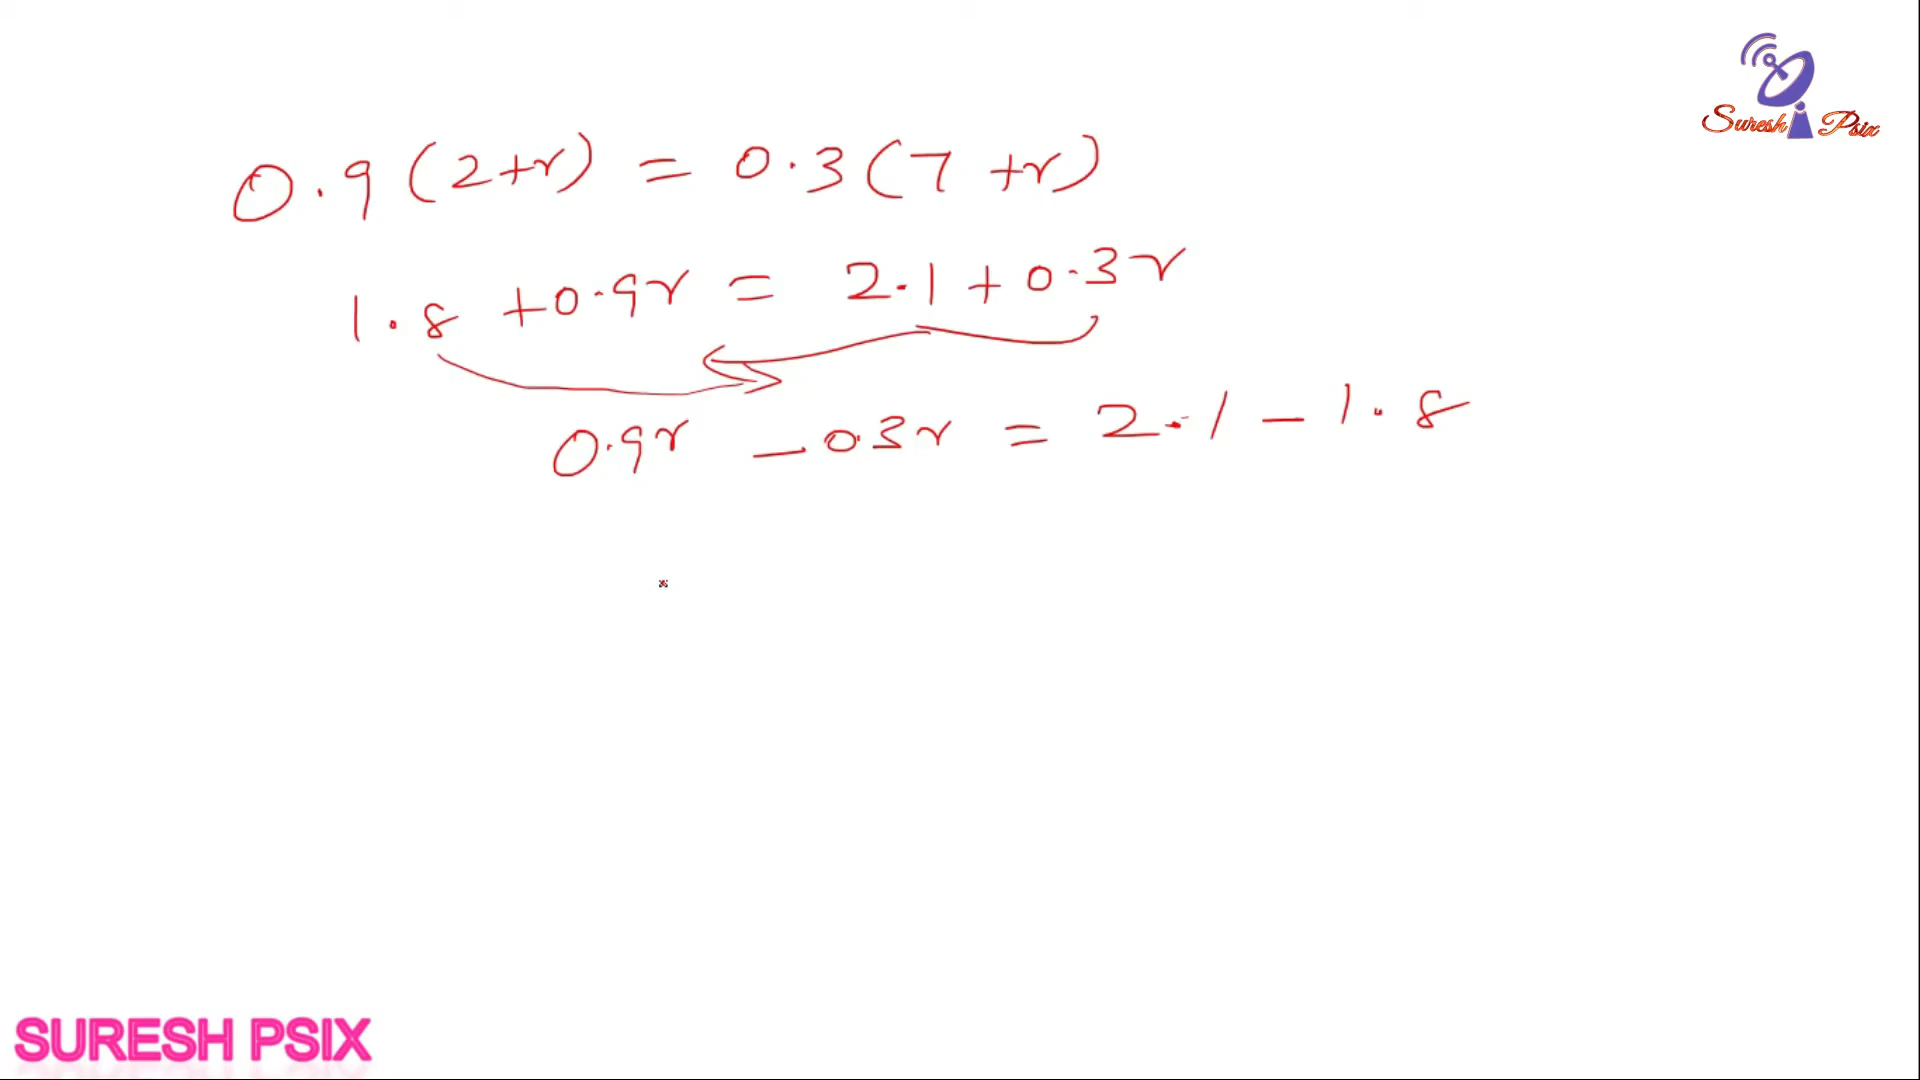 Suresh Psix
0.9(2+r) = 0.3(7+r)
1.8 +0.9r = 2.1+0.3r
0.9r - 0.3r = 2.1 - 1.8
SURESH PSIX